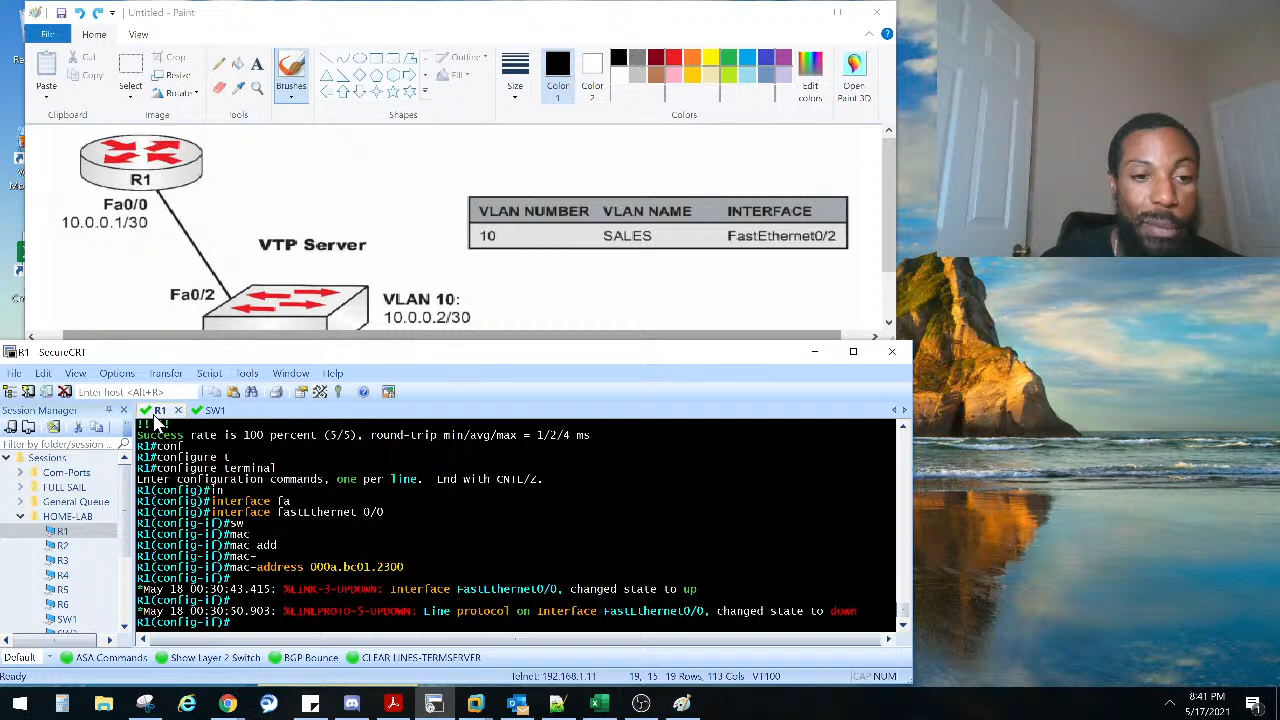 Untitled - Paint
File Home View
Paste
Cut
Copy
Clipboard
Select
Crop
Resize
Rotate
Image
Tools
Brushes
Shapes
Outline
Fill
Size
Color 1
Color 2
Edit colors
Colors
Open Paint 3D
R1
Fa0/0
10.0.0.1/30
VTP Server
Fa0/2
VLAN 10:
10.0.0.2/30
VLAN NUMBER VLAN NAME INTERFACE
10 SALES FastEthernet0/2
R1 - SecureCRT
File Edit View Options Transfer Script Tools Window Help
Enter host <Alt+R>
Session Manager
R1
SW1
Filter by folder/session
Sessions
Com-Ports
FULL SAIL
General Queue
HOME-LAB
R1
R2
R3
R4
R5
R6
SW1
Success rate is 100 percent (5/5), round-trip min/avg/max = 1/2/4 ms
R1#conf
R1#configure t
R1#configure terminal
Enter configuration commands, one per line. End with CNTL/Z.
R1(config)#in
R1(config)#interface fa
R1(config)#interface fastEthernet 0/0
R1(config-if)#sw
R1(config-if)#mac
R1(config-if)#mac add
R1(config-if)#mac-
R1(config-if)#mac-address 000a.bc01.2300
R1(config-if)#
*May 18 00:30:43.415: %LINK-3-UPDOWN: Interface FastEthernet0/0, changed state to up
R1(config-if)#
*May 18 00:30:50.903: %LINEPROTO-5-UPDOWN: Line protocol on Interface FastEthernet0/0, changed state to down
R1(config-if)#
Default
ASA Commands
Show Layer 2 Switch
BGP Bounce
CLEAR LINES-TERMSERVER
Ready
Telnet: 192.168.1.11
19, 15
21 Rows, 113 Cols
VT100
CAP NUM
8:41 PM
5/17/2021